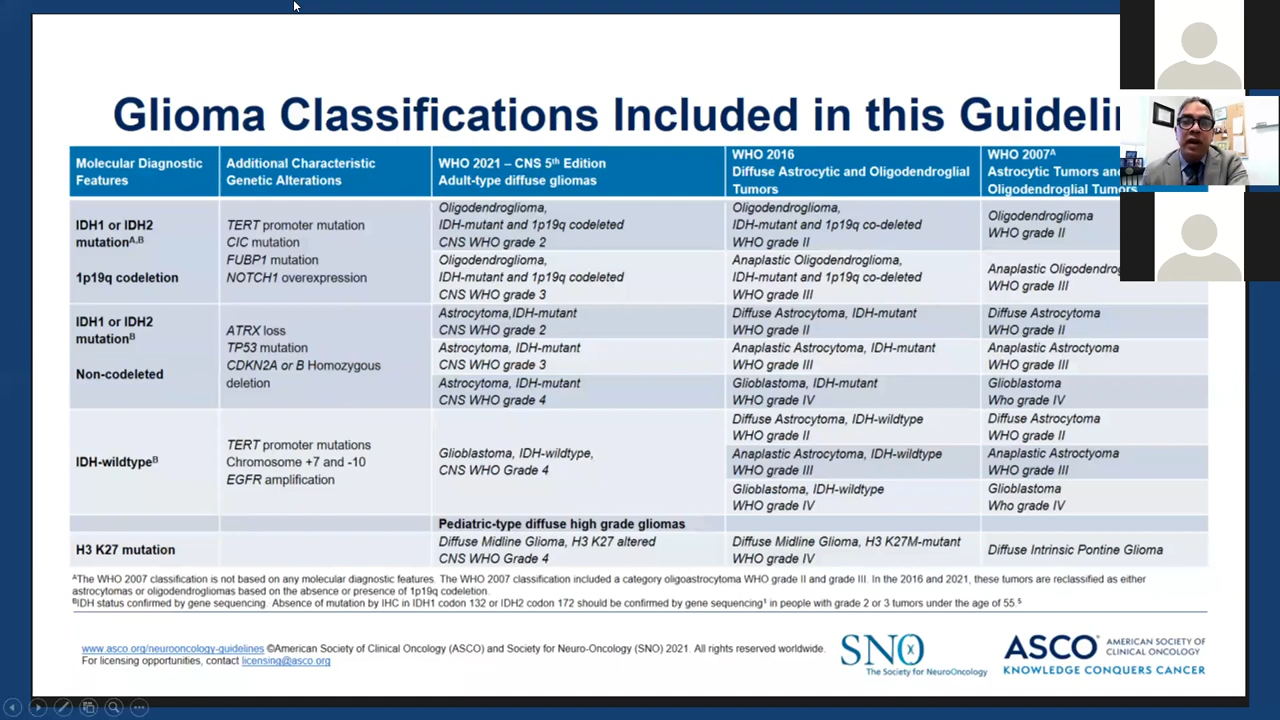 Glioma Classifications Included in this
Molecular Diagnostic
Features
Additional Characteristic
Genetic Alterations
WHO 2021 – CNS 5th Edition
Adult-type diffuse gliomas
WHO 2016
Diffuse Astrocytic and Oligodendroglial
Tumors
WHO 2007A
Astrocytic Tumors and
Oligodendroglial Tumors
IDH1 or IDH2
mutationA,B
1p19q codeletion
TERT promoter mutation
CIC mutation
FUBP1 mutation
NOTCH1 overexpression
Oligodendroglioma,
IDH-mutant and 1p19q codeleted
CNS WHO grade 2
Oligodendroglioma,
IDH-mutant and 1p19q co-deleted
WHO grade II
Oligodendroglioma
WHO grade II
Oligodendroglioma,
IDH-mutant and 1p19q codeleted
CNS WHO grade 3
Anaplastic Oligodendroglioma,
IDH-mutant and 1p19q co-deleted
WHO grade III
Anaplastic
WHO grade III
IDH1 or IDH2
mutationB
Non-codeleted
ATRX loss
TP53 mutation
CDKN2A or B Homozygous
deletion
Astrocytoma,IDH-mutant
CNS WHO grade 2
Diffuse Astrocytoma, IDH-mutant
WHO grade II
Diffuse Astrocytoma
WHO grade II
Astrocytoma, IDH-mutant
CNS WHO grade 3
Anaplastic Astrocytoma, IDH-mutant
WHO grade III
Anaplastic Astroctyoma
WHO grade III
Astrocytoma, IDH-mutant
CNS WHO grade 4
Glioblastoma, IDH-mutant
WHO grade IV
Glioblastoma
Who grade IV
IDH-wildtypeB
TERT promoter mutations
Chromosome +7 and -10
EGFR amplification
Glioblastoma, IDH-wildtype,
CNS WHO Grade 4
Diffuse Astrocytoma, IDH-wildtype
WHO grade II
Diffuse Astrocytoma
WHO grade II
Anaplastic Astrocytoma, IDH-wildtype
WHO grade III
Anaplastic Astroctyoma
WHO grade III
Glioblastoma, IDH-wildtype
WHO grade IV
Glioblastoma
Who grade IV
Pediatric-type diffuse high grade gliomas
H3 K27 mutation
Diffuse Midline Glioma, H3 K27 altered
CNS WHO Grade 4
Diffuse Midline Glioma, H3 K27M-mutant
WHO grade IV
Diffuse Intrinsic Pontine Glioma
AThe WHO 2007 classification is not based on any molecular diagnostic features. The WHO 2007 classification included a category oligoastrocytoma WHO grade II and grade III. In the 2016 and 2021, these tumors are reclassified as either
astrocytomas or oligodendrogliomas based on the absence or presence of 1p19q codeletion.
BIDH status confirmed by gene sequencing. Absence of mutation by IHC in IDH1 codon 132 or IDH2 codon 172 should be confirmed by gene sequencing1 in people with grade 2 or 3 tumors under the age of 55.5
www.asco.org/neurooncology-guidelines ©American Society of Clinical Oncology (ASCO) and Society for Neuro-Oncology (SNO) 2021. All rights reserved worldwide.
For licensing opportunities, contact licensing@asco.org
SNO
The Society for NeuroOncology
ASCO® AMERICAN SOCIETY OF
CLINICAL ONCOLOGY
KNOWLEDGE CONQUERS CANCER